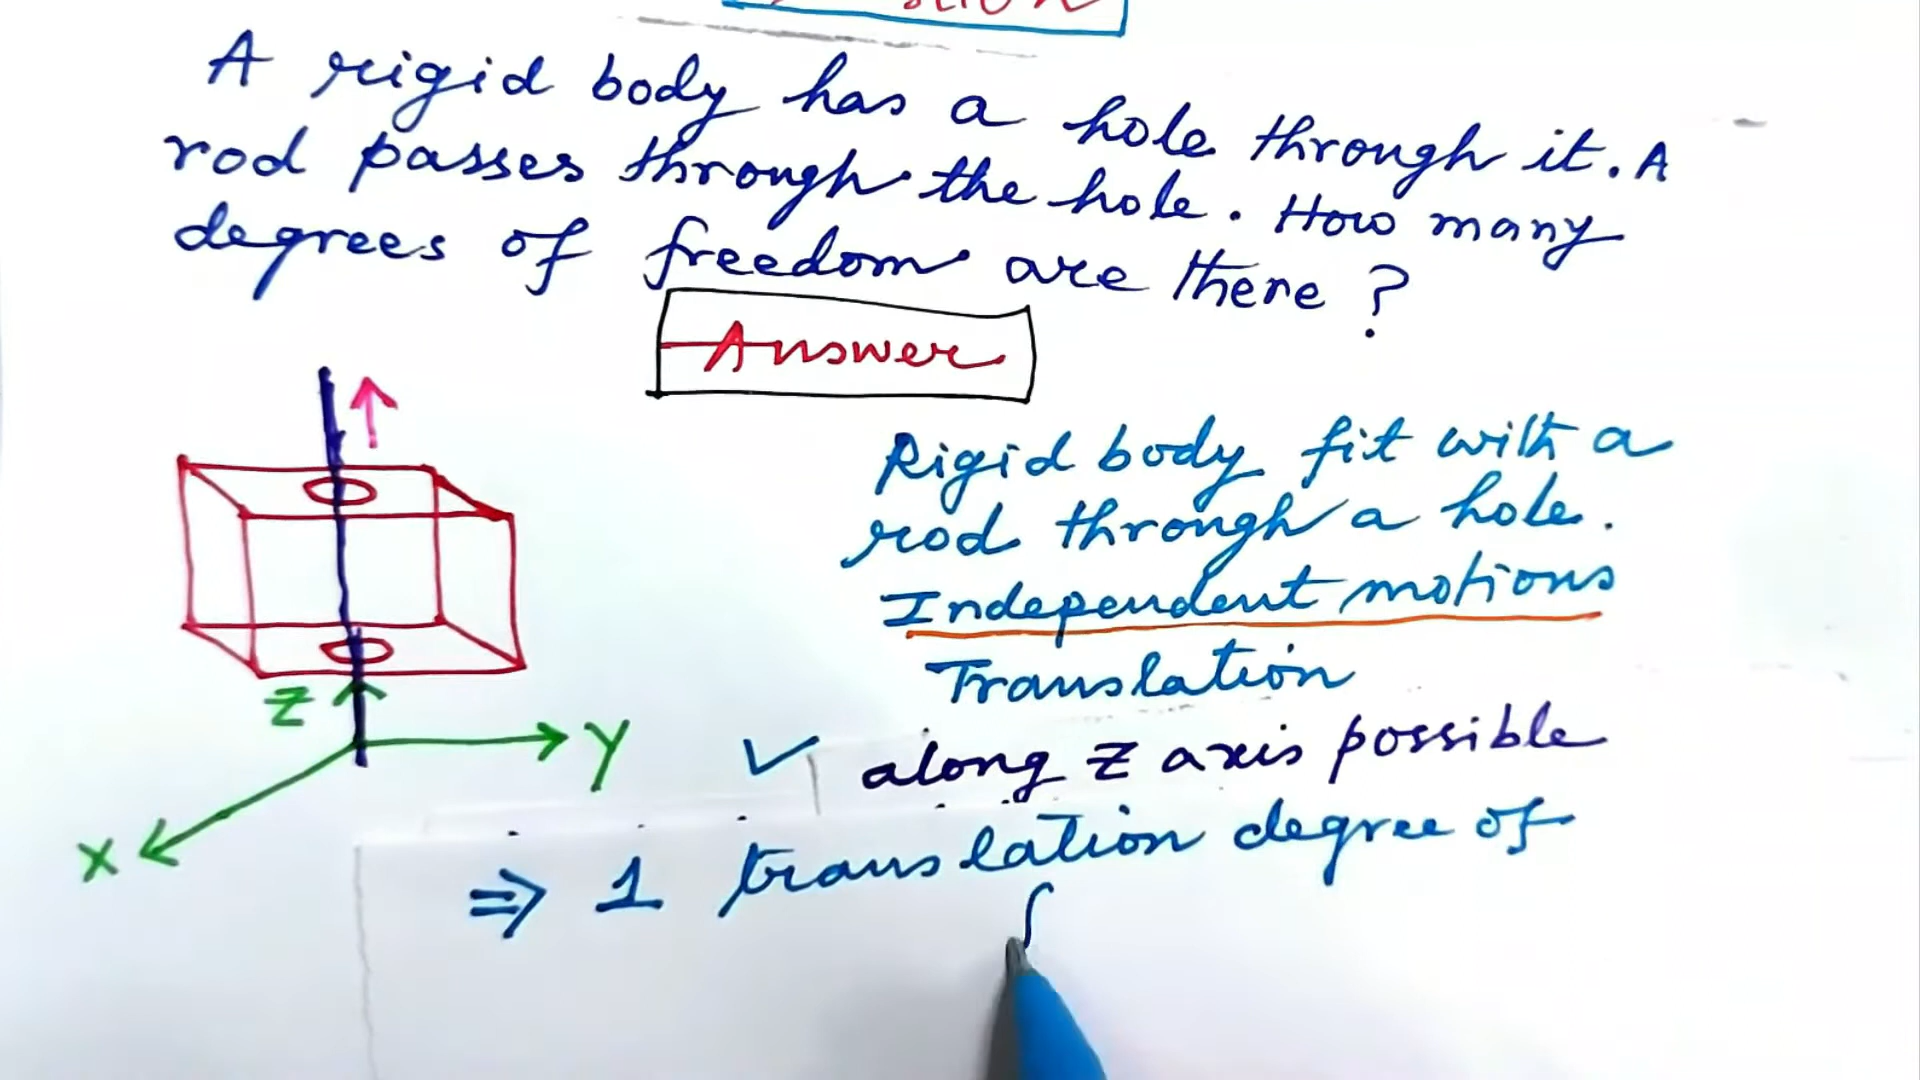 A rigid body has a hole through it. A
rod passes through the hole. How many
degrees of freedom are there?
Answer
Rigid body fit with a
rod through a hole.
Independent motions
Translation
Z
Y
✓ along Z axis possible
X
⇒ 1 translation degree of